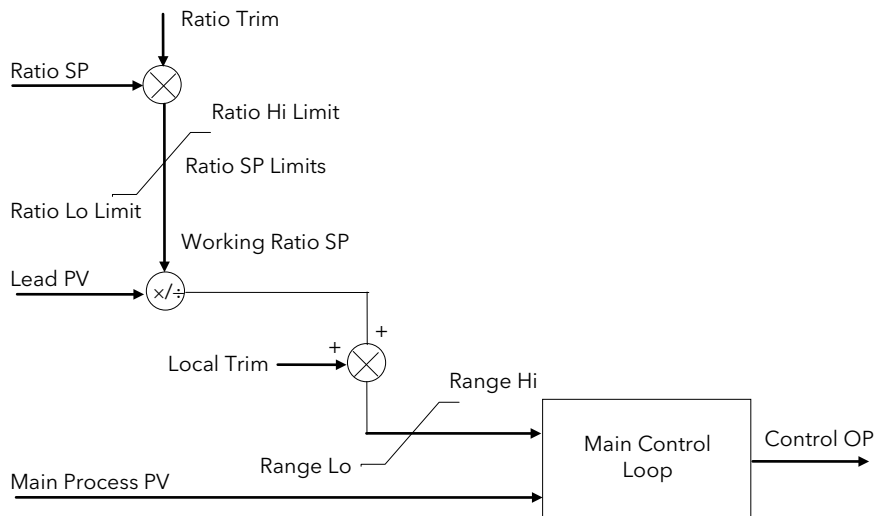 Ratio Trim
Ratio SP
Ratio Hi Limit
Ratio SP Limits
Ratio Lo Limit
Working Ratio SP
Lead PV
×/÷
+
+
Local Trim
Range Hi
Main Control
Loop
Control OP
Range Lo
Main Process PV